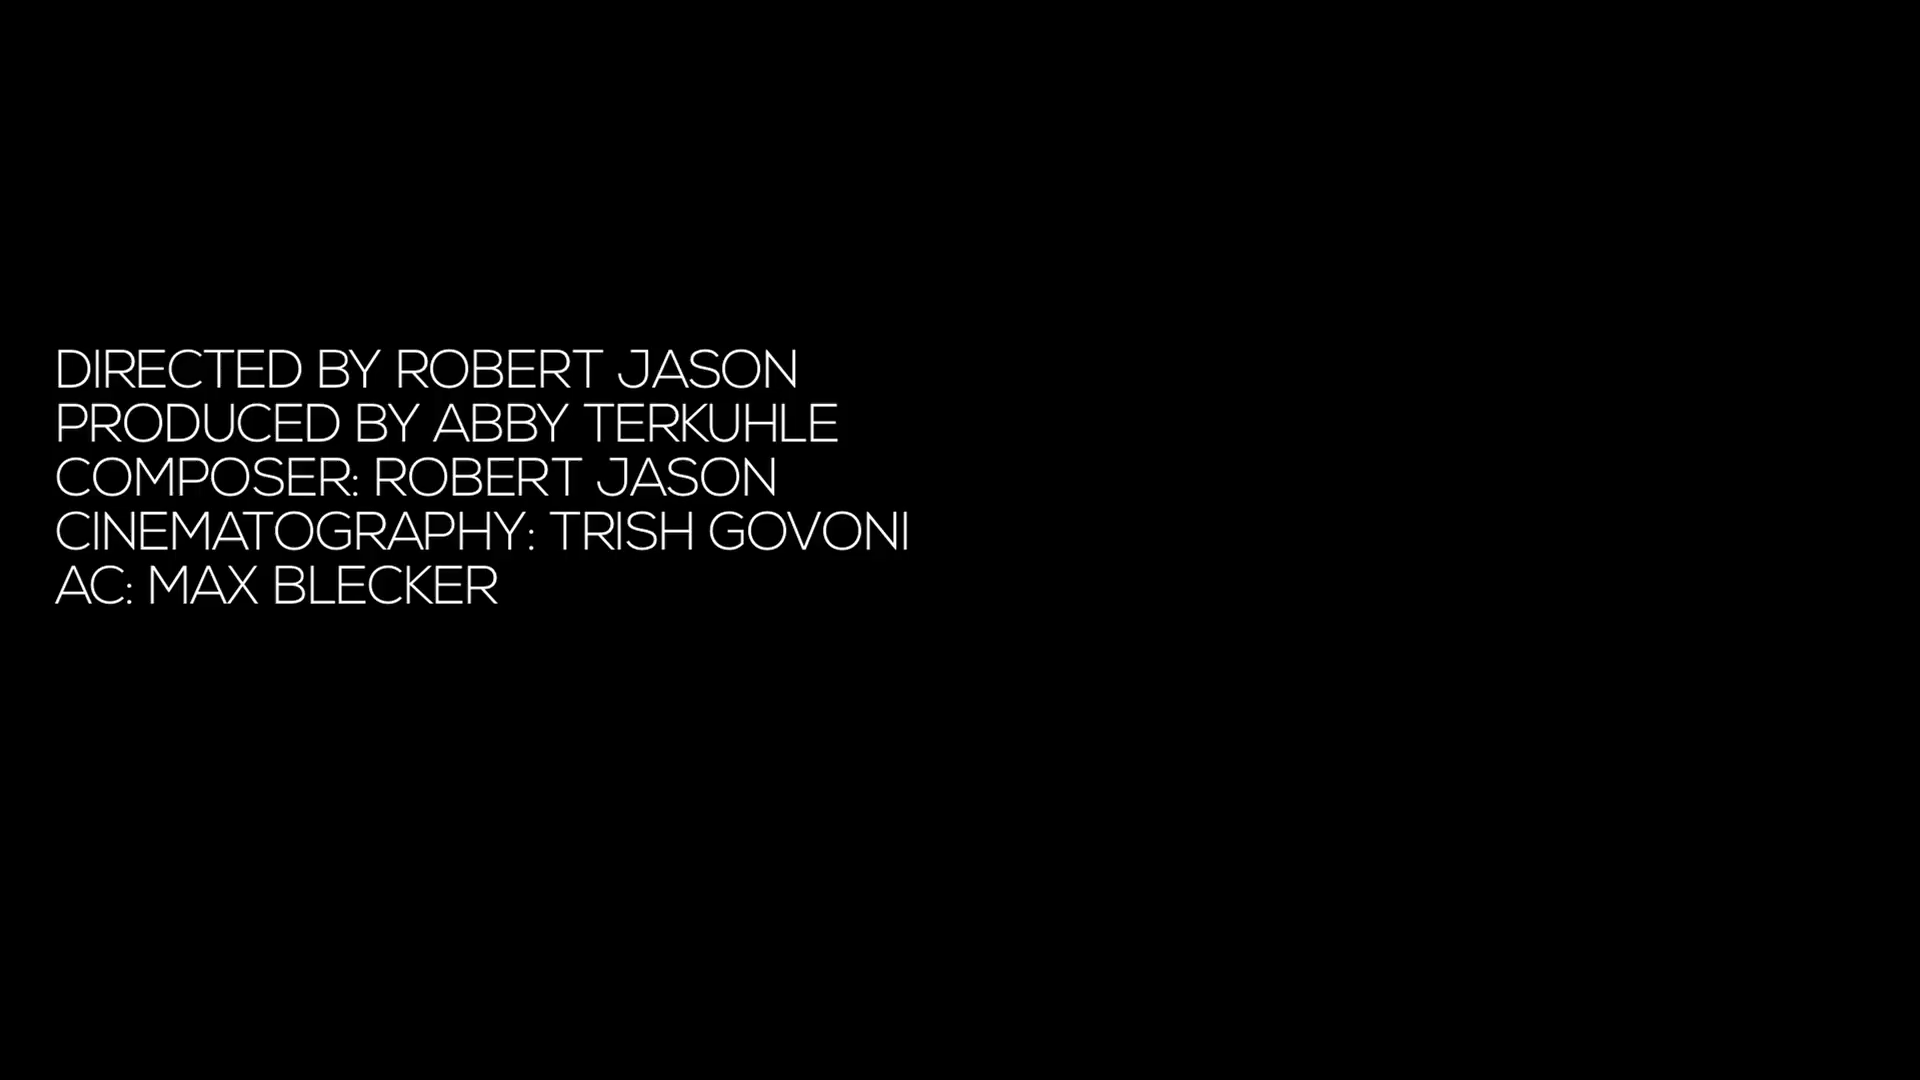 DIRECTED BY ROBERT JASON
PRODUCED BY ABBY TERKUHLE
COMPOSER: ROBERT JASON
CINEMATOGRAPHY: TRISH GOVONI
AC: MAX BLECKER